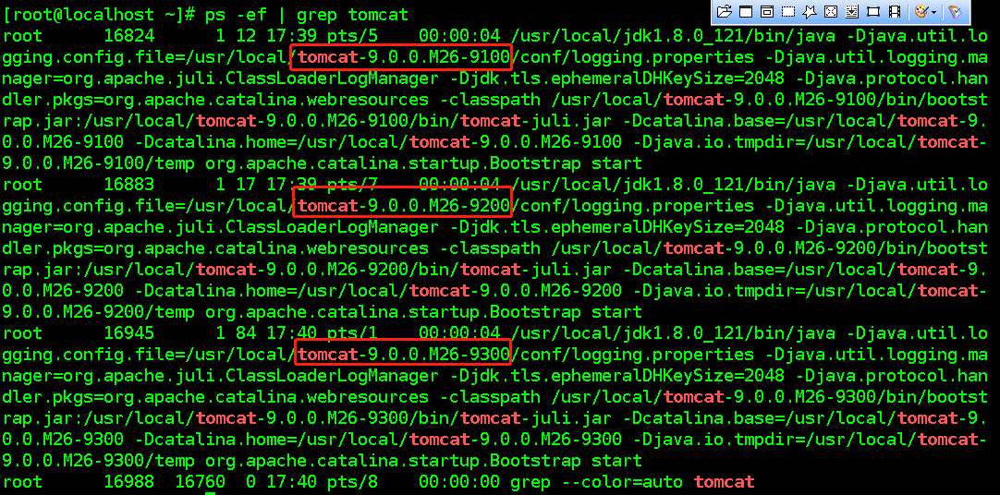 [root@localhost ~]# ps -ef | grep tomcat
root      16824      1 12 17:39 pts/5    00:00:04 /usr/local/jdk1.8.0_121/bin/java -Djava.util.lo
gging.config.file=/usr/local/tomcat-9.0.0.M26-9100/conf/logging.properties -Djava.util.logging.ma
nager=org.apache.juli.ClassLoaderLogManager -Djdk.tls.ephemeralDHKeySize=2048 -Djava.protocol.han
dler.pkgs=org.apache.catalina.webresources -classpath /usr/local/tomcat-9.0.0.M26-9100/bin/bootst
rap.jar:/usr/local/tomcat-9.0.0.M26-9100/bin/tomcat-juli.jar -Dcatalina.base=/usr/local/tomcat-9.
0.0.M26-9100 -Dcatalina.home=/usr/local/tomcat-9.0.0.M26-9100 -Djava.io.tmpdir=/usr/local/tomcat-
9.0.0.M26-9100/temp org.apache.catalina.startup.Bootstrap start
root      16883      1 17 17:39 pts/7    00:00:04 /usr/local/jdk1.8.0_121/bin/java -Djava.util.lo
gging.config.file=/usr/local/tomcat-9.0.0.M26-9200/conf/logging.properties -Djava.util.logging.ma
nager=org.apache.juli.ClassLoaderLogManager -Djdk.tls.ephemeralDHKeySize=2048 -Djava.protocol.han
dler.pkgs=org.apache.catalina.webresources -classpath /usr/local/tomcat-9.0.0.M26-9200/bin/bootst
rap.jar:/usr/local/tomcat-9.0.0.M26-9200/bin/tomcat-juli.jar -Dcatalina.base=/usr/local/tomcat-9.
0.0.M26-9200 -Dcatalina.home=/usr/local/tomcat-9.0.0.M26-9200 -Djava.io.tmpdir=/usr/local/tomcat-
9.0.0.M26-9200/temp org.apache.catalina.startup.Bootstrap start
root      16945      1 84 17:40 pts/1    00:00:04 /usr/local/jdk1.8.0_121/bin/java -Djava.util.lo
gging.config.file=/usr/local/tomcat-9.0.0.M26-9300/conf/logging.properties -Djava.util.logging.ma
nager=org.apache.juli.ClassLoaderLogManager -Djdk.tls.ephemeralDHKeySize=2048 -Djava.protocol.han
dler.pkgs=org.apache.catalina.webresources -classpath /usr/local/tomcat-9.0.0.M26-9300/bin/bootst
rap.jar:/usr/local/tomcat-9.0.0.M26-9300/bin/tomcat-juli.jar -Dcatalina.base=/usr/local/tomcat-9.
0.0.M26-9300 -Dcatalina.home=/usr/local/tomcat-9.0.0.M26-9300 -Djava.io.tmpdir=/usr/local/tomcat-
9.0.0.M26-9300/temp org.apache.catalina.startup.Bootstrap start
root      16988  16760  0 17:40 pts/8    00:00:00 grep --color=auto tomcat